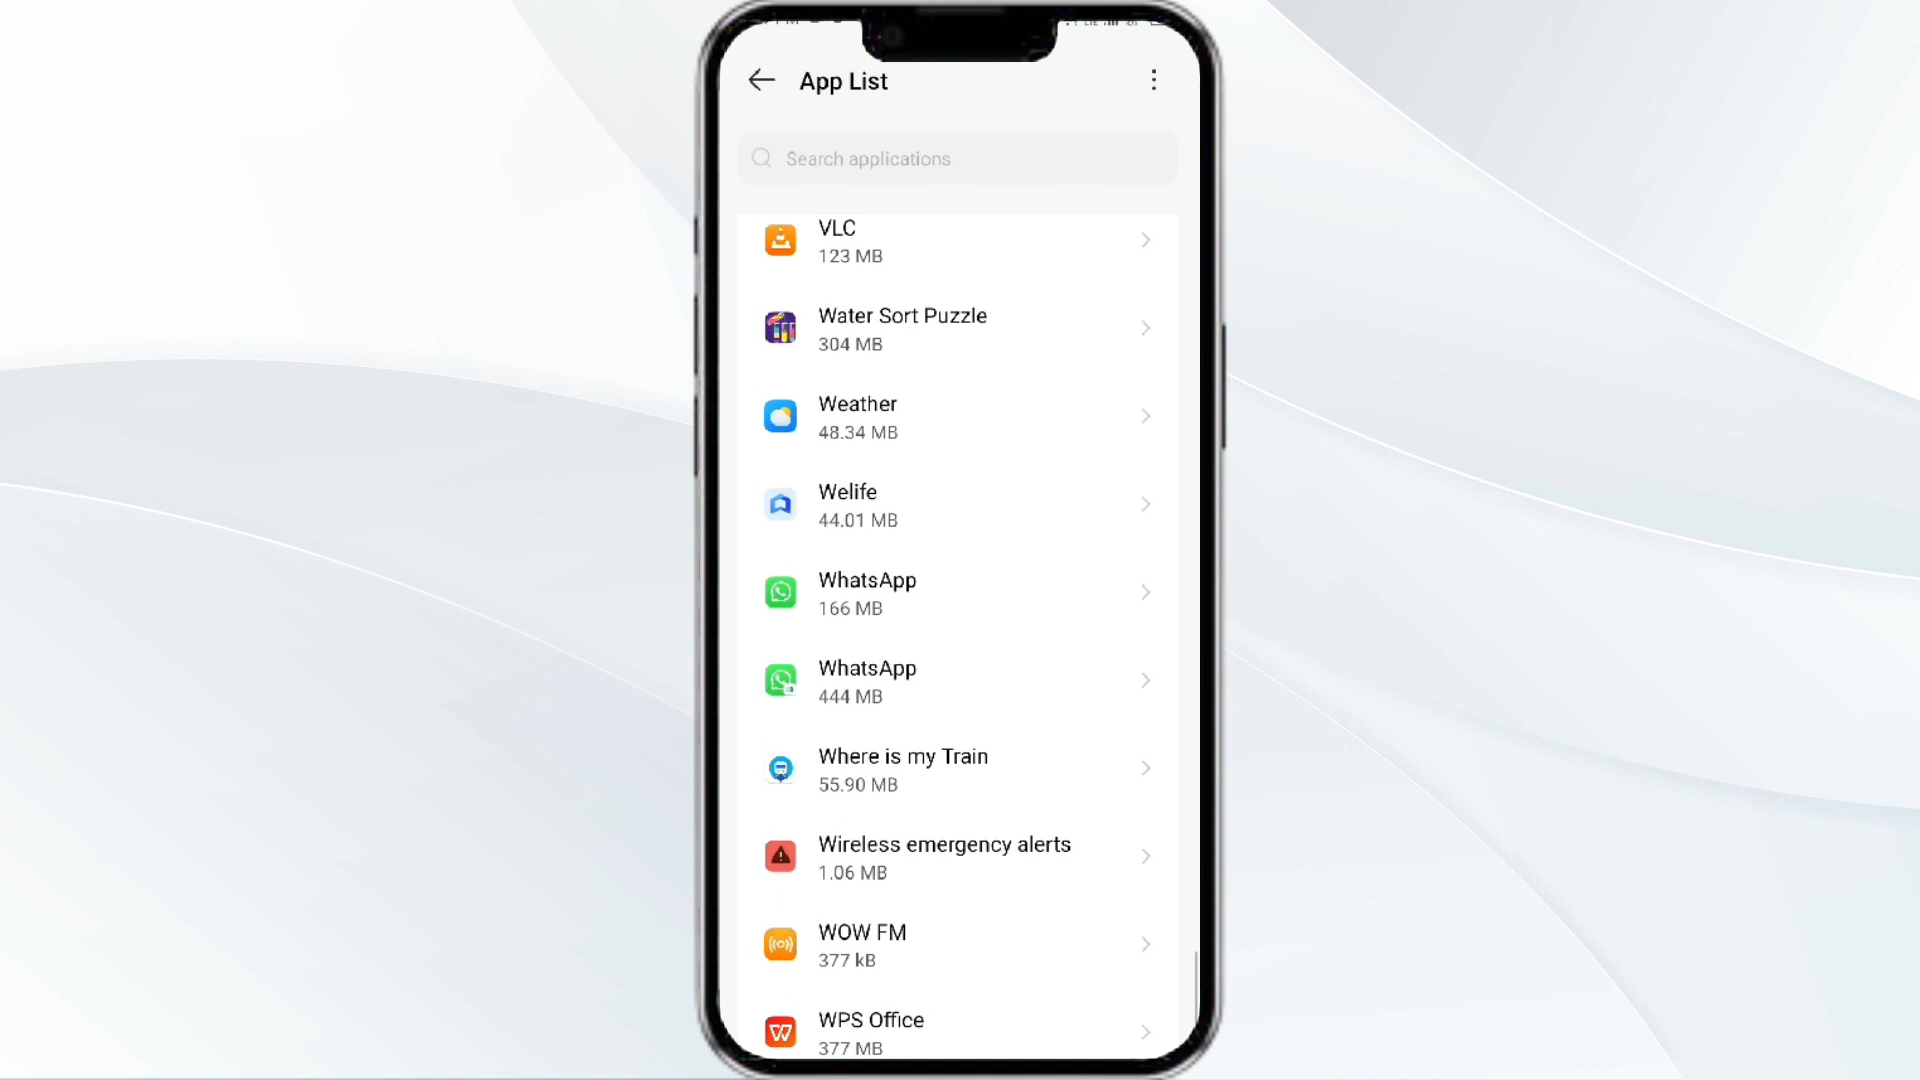 App List
Search applications
VLC
123 MB
Water Sort Puzzle
304 MB
Weather
48.34 MB
Welife
44.01 MB
WhatsApp
166 MB
WhatsApp
444 MB
Where is my Train
55.90 MB
Wireless emergency alerts
1.06 MB
WOW FM
377 kB
WPS Office
377 MB